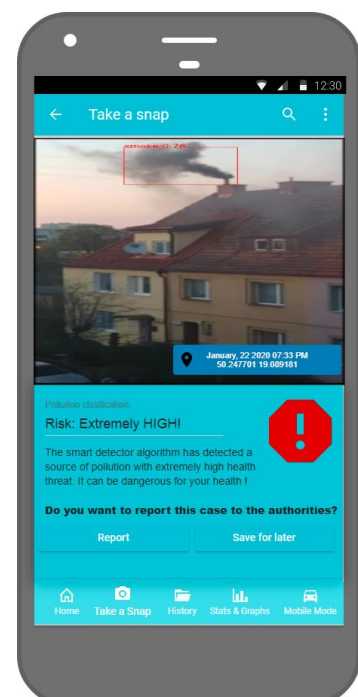 12:30
Take a snap
smoke 0.78
January, 22 2020 07:33 PM
50.247701 19.089181
Pollution clssification:
Risk: Extremely HIGH!
The smart detector algorithm has detected a
source of pollution with extremely high health
threat. It can be dangerous for your health !
Do you want to report this case to the authorities?
Report Save for later
Home Take a Snap History Stats & Graphs Mobile Mode